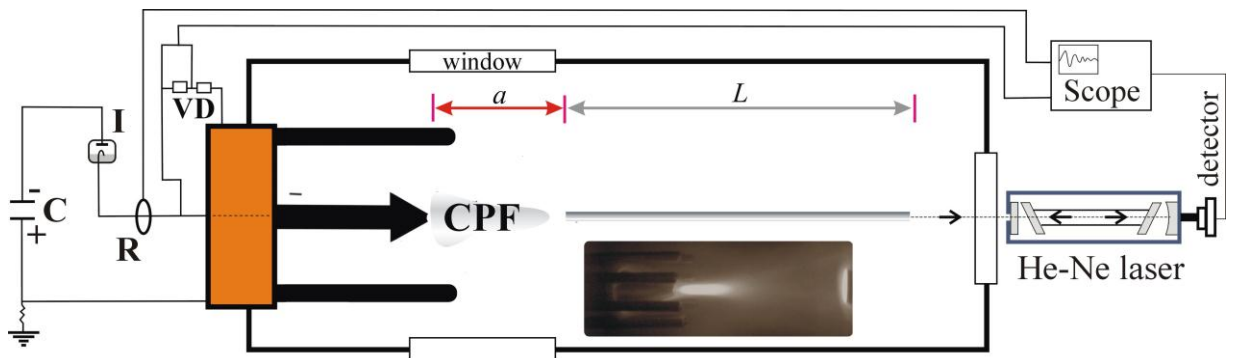 window
a
L
VD
I
Scope
detector
-
-
C
+
R
CPF
He-Ne laser